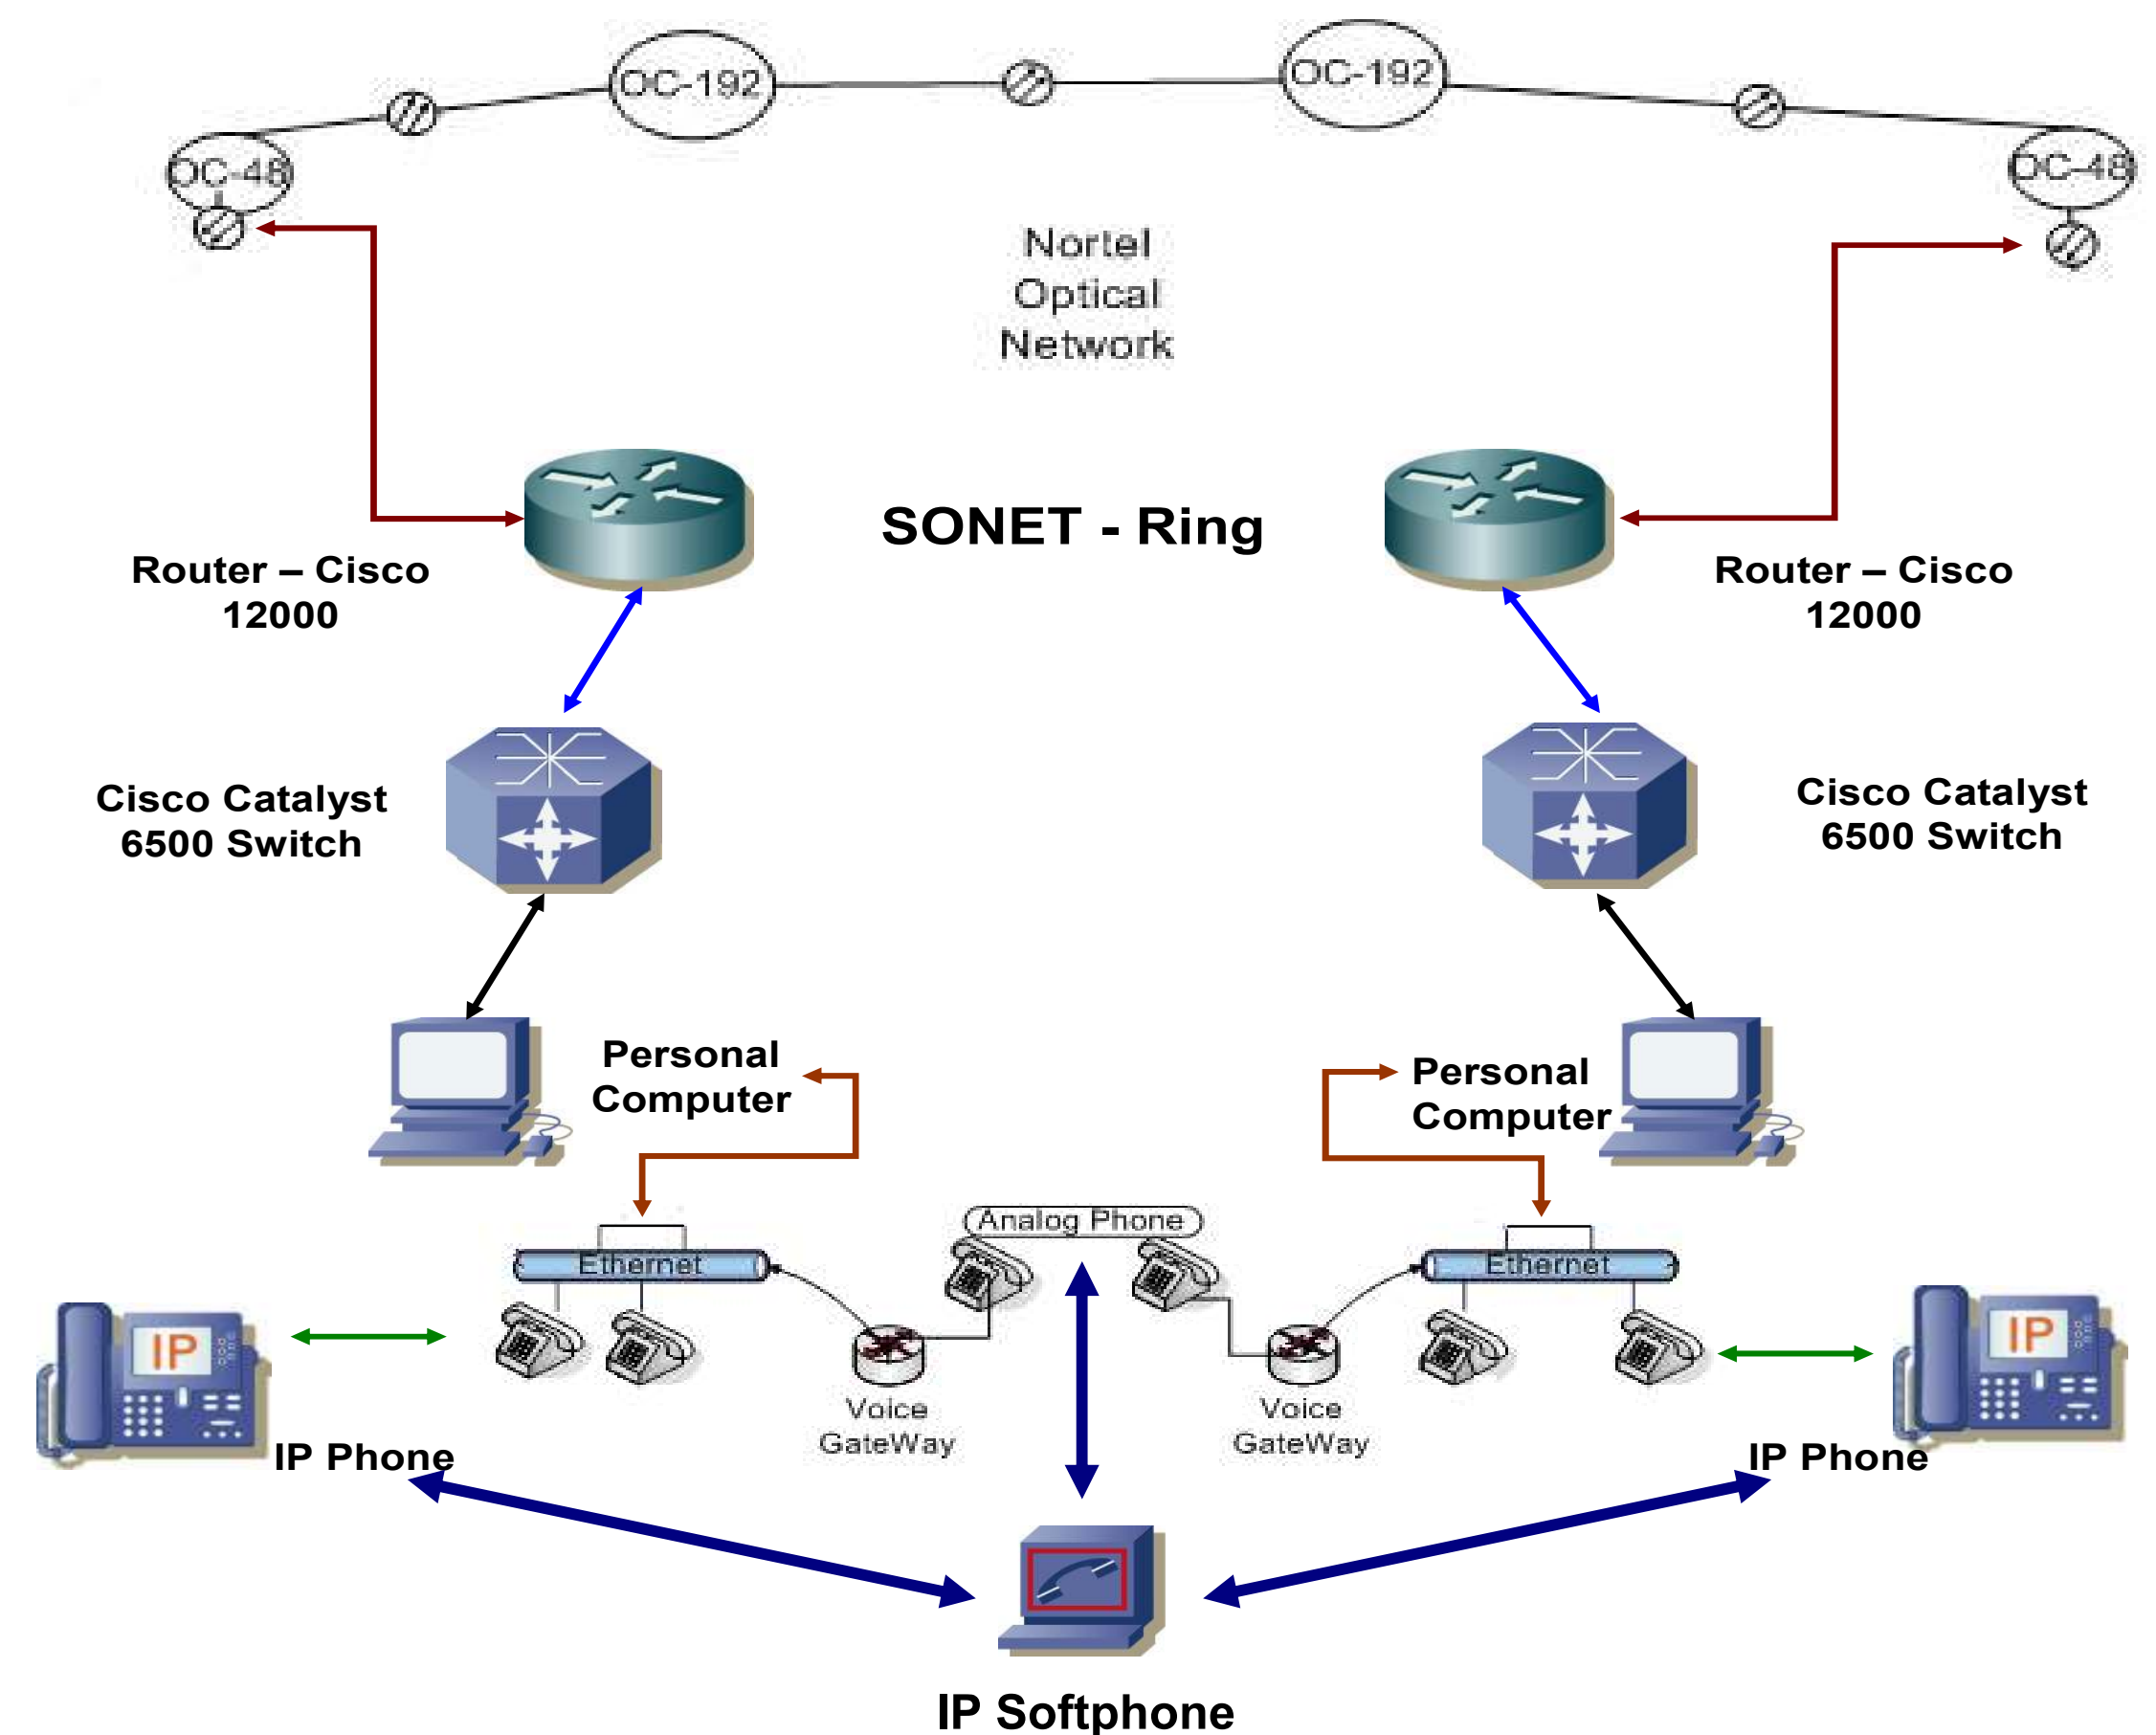 OC-192
OC-192
OC-48
OC-48
Nortel
Optical
Network
SONET - Ring
Router – Cisco
12000
Router – Cisco
12000
Cisco Catalyst
6500 Switch
Cisco Catalyst
6500 Switch
Personal
Computer
Personal
Computer
Analog Phone
Ethernet
Ethernet
IP
IP
Voice
GateWay
Voice
GateWay
IP Phone
IP Phone
IP Softphone